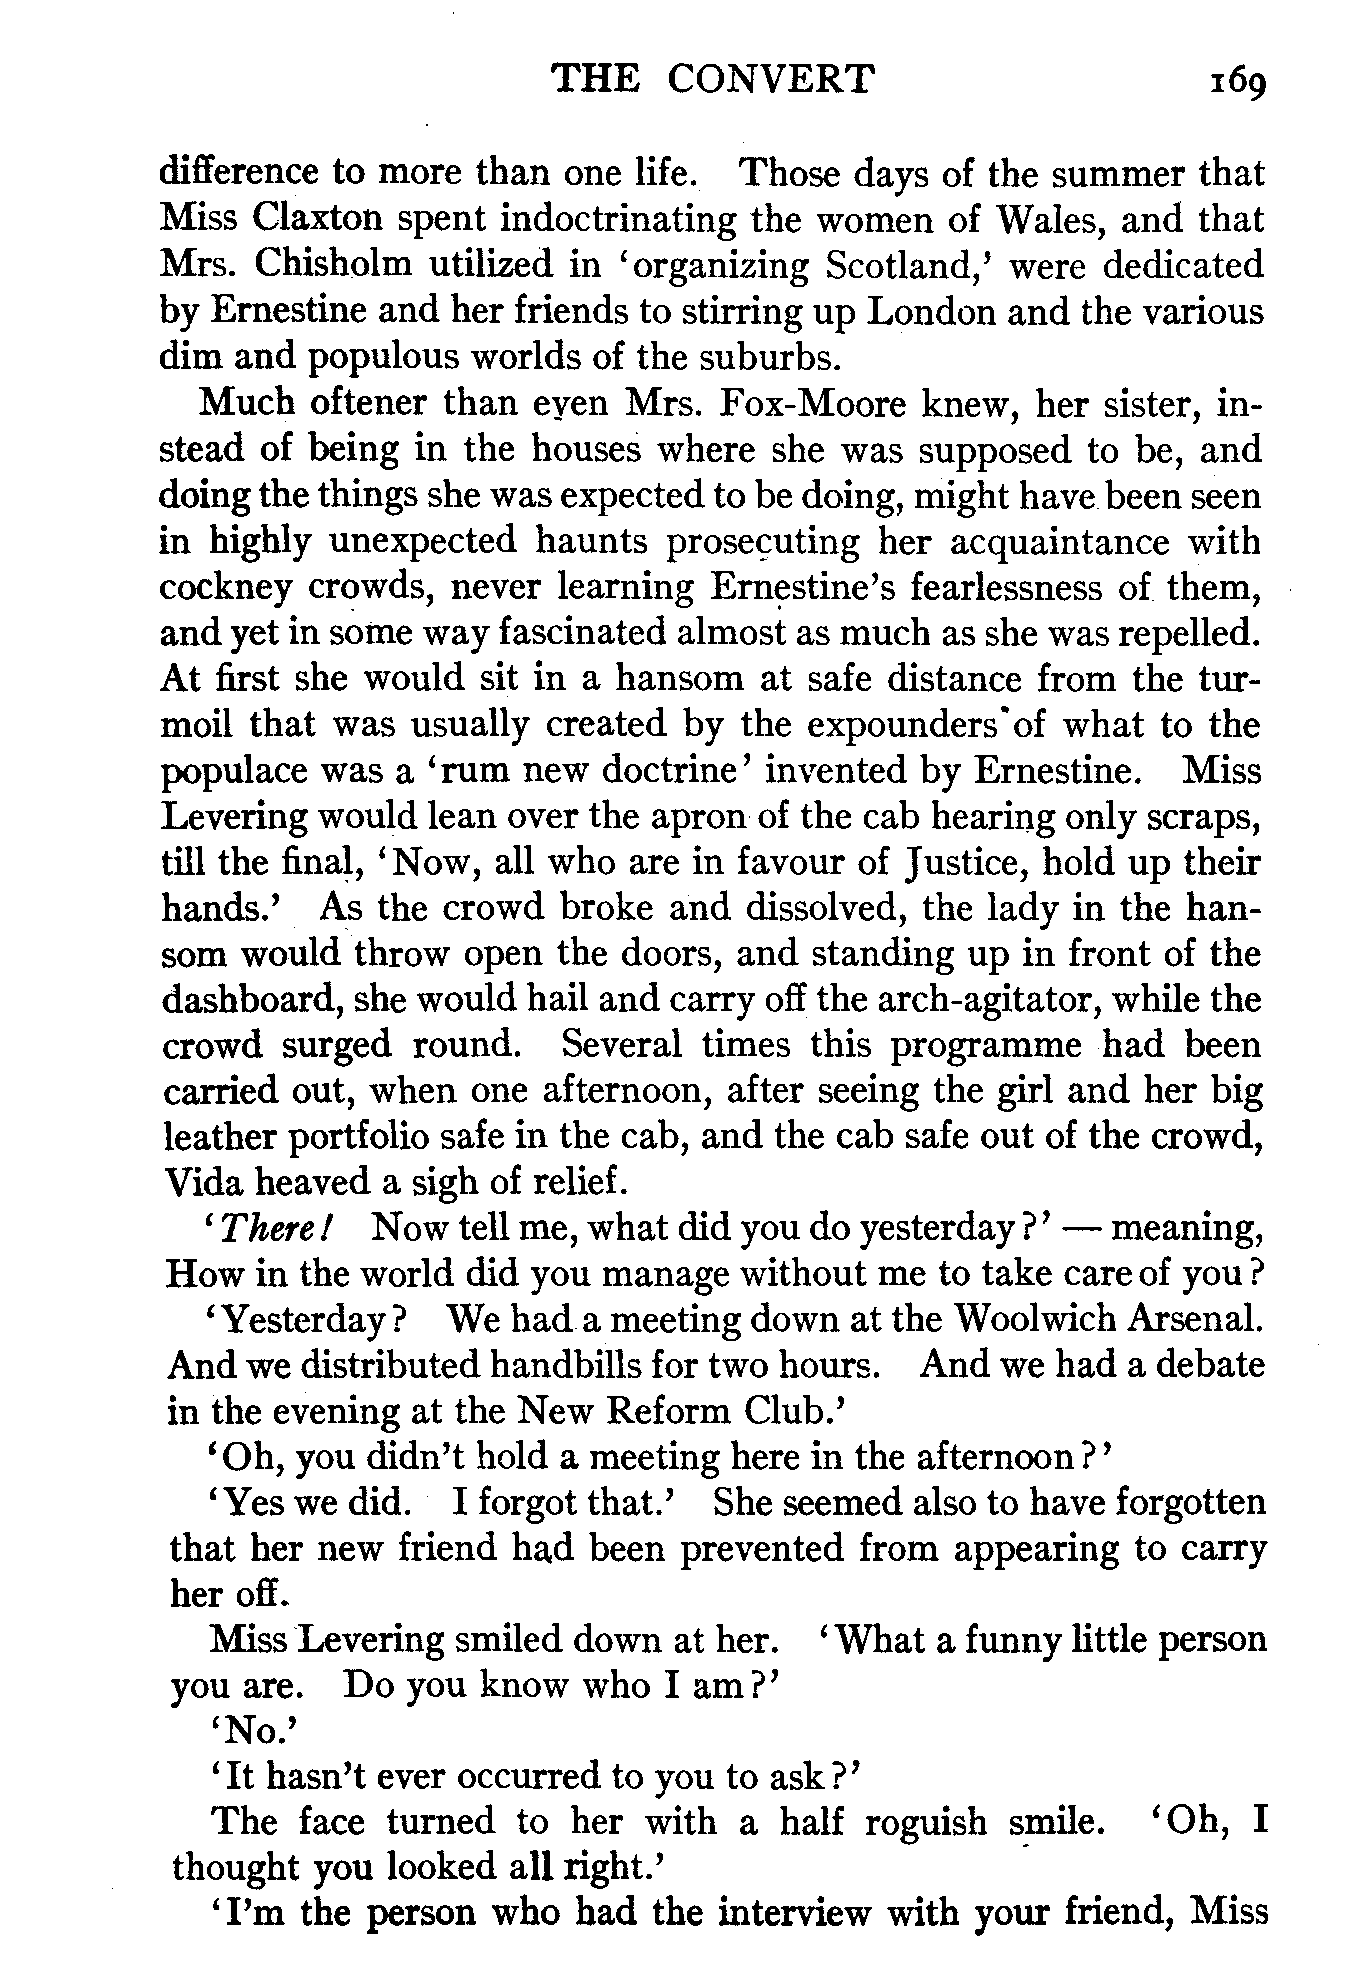 THE CONVERT 169
difference to more than one life. Those days of the summer that
Miss Claxton spent indoctrinating the women of Wales, and that
Mrs. Chisholm utilized in ‘organizing Scotland,’ were dedicated
by Ernestine and her friends to stirring up London and the various
dim and populous worlds of the suburbs.
Much oftener than even Mrs. Fox-Moore knew, her sister, in-
stead of being in the houses where she was supposed to be, and
doing the things she was expected to be doing, might have been seen
in highly unexpected haunts prosecuting her acquaintance with
cockney crowds, never learning Ernestine’s fearlessness of them,
and yet in some way fascinated almost as much as she was repelled.
At first she would sit in a hansom at safe distance from the tur-
moil that was usually created by the expounders of what to the
populace was a ‘rum new doctrine’ invented by Ernestine. Miss
Levering would lean over the apron of the cab hearing only scraps,
till the final, ‘Now, all who are in favour of Justice, hold up their
hands.’ As the crowd broke and dissolved, the lady in the han-
som would throw open the doors, and standing up in front of the
dashboard, she would hail and carry off the arch-agitator, while the
crowd surged round. Several times this programme had been
carried out, when one afternoon, after seeing the girl and her big
leather portfolio safe in the cab, and the cab safe out of the crowd,
Vida heaved a sigh of relief.
‘There! Now tell me, what did you do yesterday?’ — meaning,
How in the world did you manage without me to take care of you?
‘Yesterday? We had a meeting down at the Woolwich Arsenal.
And we distributed handbills for two hours. And we had a debate
in the evening at the New Reform Club.’
‘Oh, you didn’t hold a meeting here in the afternoon?’
‘Yes we did. I forgot that.’ She seemed also to have forgotten
that her new friend had been prevented from appearing to carry
her off.
Miss Levering smiled down at her. ‘What a funny little person
you are. Do you know who I am?’
‘No.’
‘It hasn’t ever occurred to you to ask?’
The face turned to her with a half roguish smile. ‘Oh, I
thought you looked all right.’
‘I’m the person who had the interview with your friend, Miss